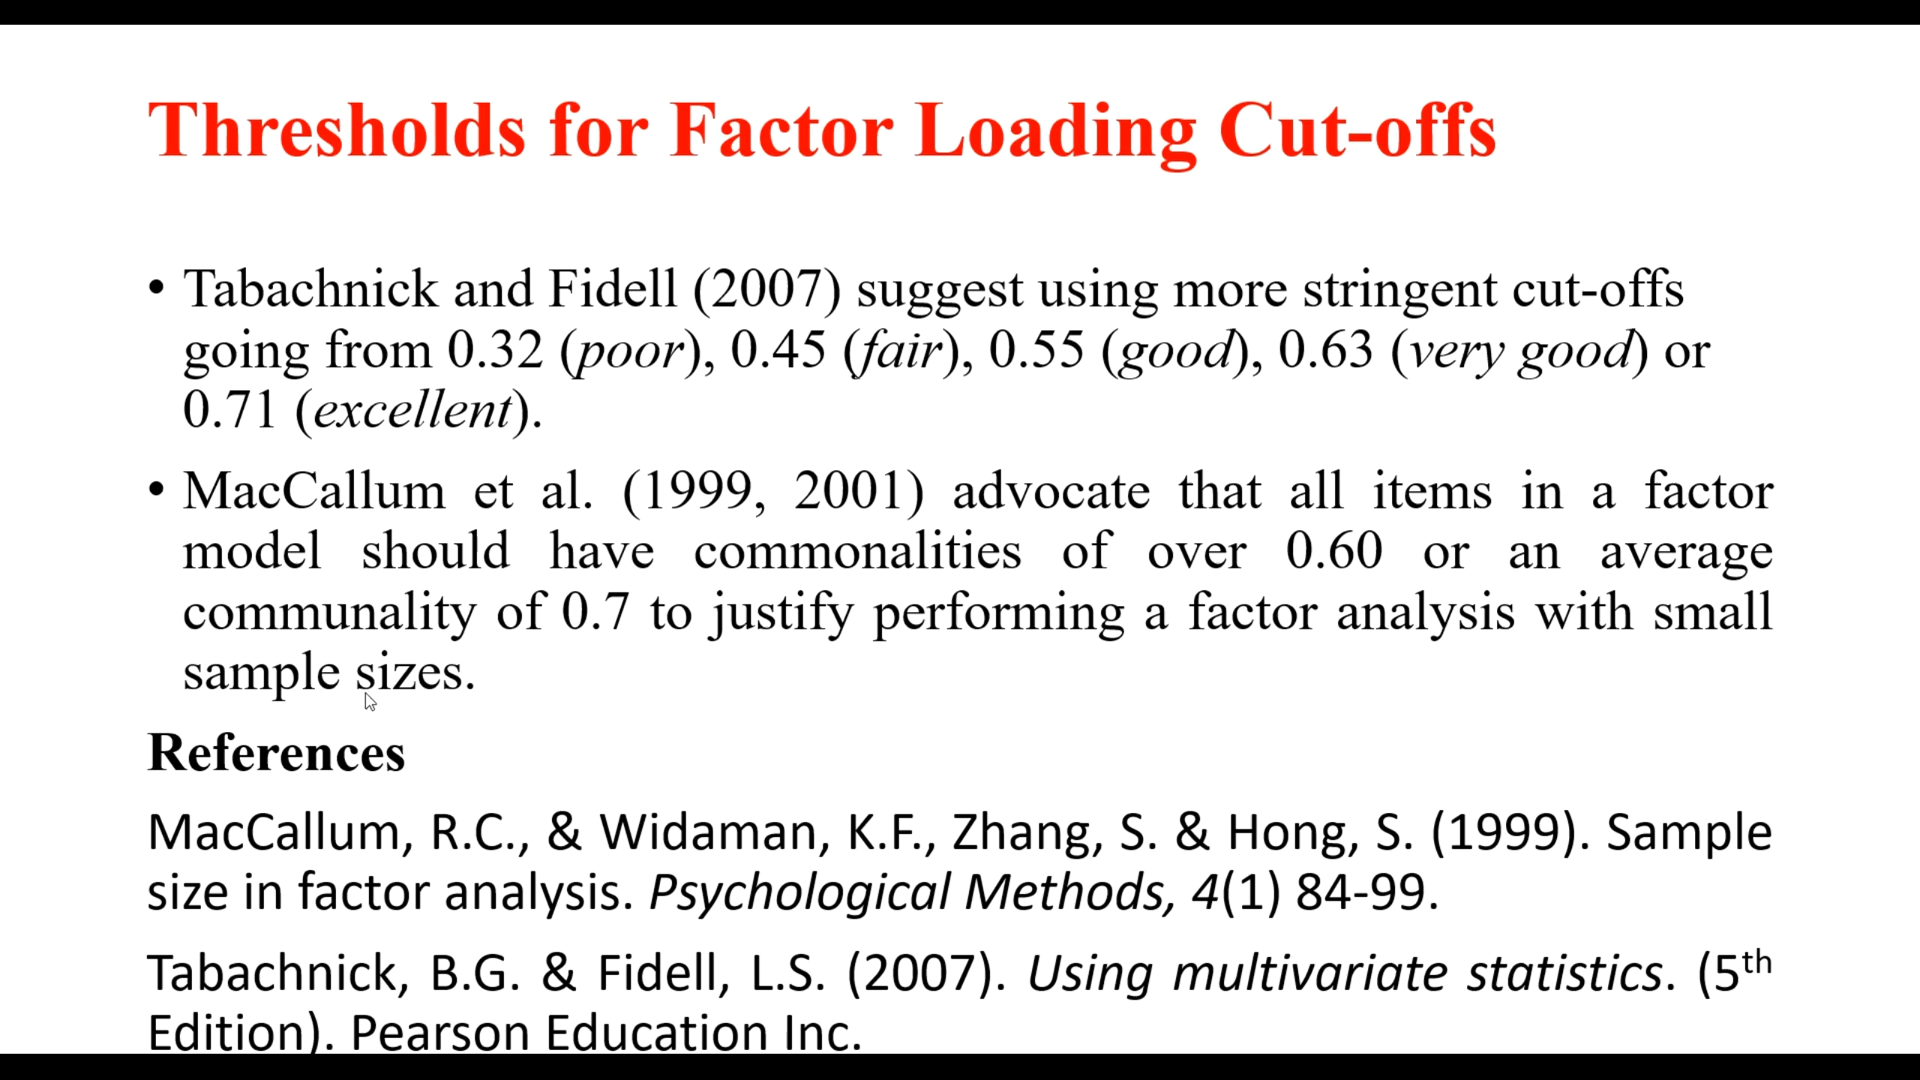 Thresholds for Factor Loading Cut-offs
• Tabachnick and Fidell (2007) suggest using more stringent cut-offs
going from 0.32 (poor), 0.45 (fair), 0.55 (good), 0.63 (very good) or
0.71 (excellent).
• MacCallum et al. (1999, 2001) advocate that all items in a factor
model should have commonalities of over 0.60 or an average
communality of 0.7 to justify performing a factor analysis with small
sample sizes.
References
MacCallum, R.C., & Widaman, K.F., Zhang, S. & Hong, S. (1999). Sample
size in factor analysis. Psychological Methods, 4(1) 84-99.
Tabachnick, B.G. & Fidell, L.S. (2007). Using multivariate statistics. (5th
Edition). Pearson Education Inc.